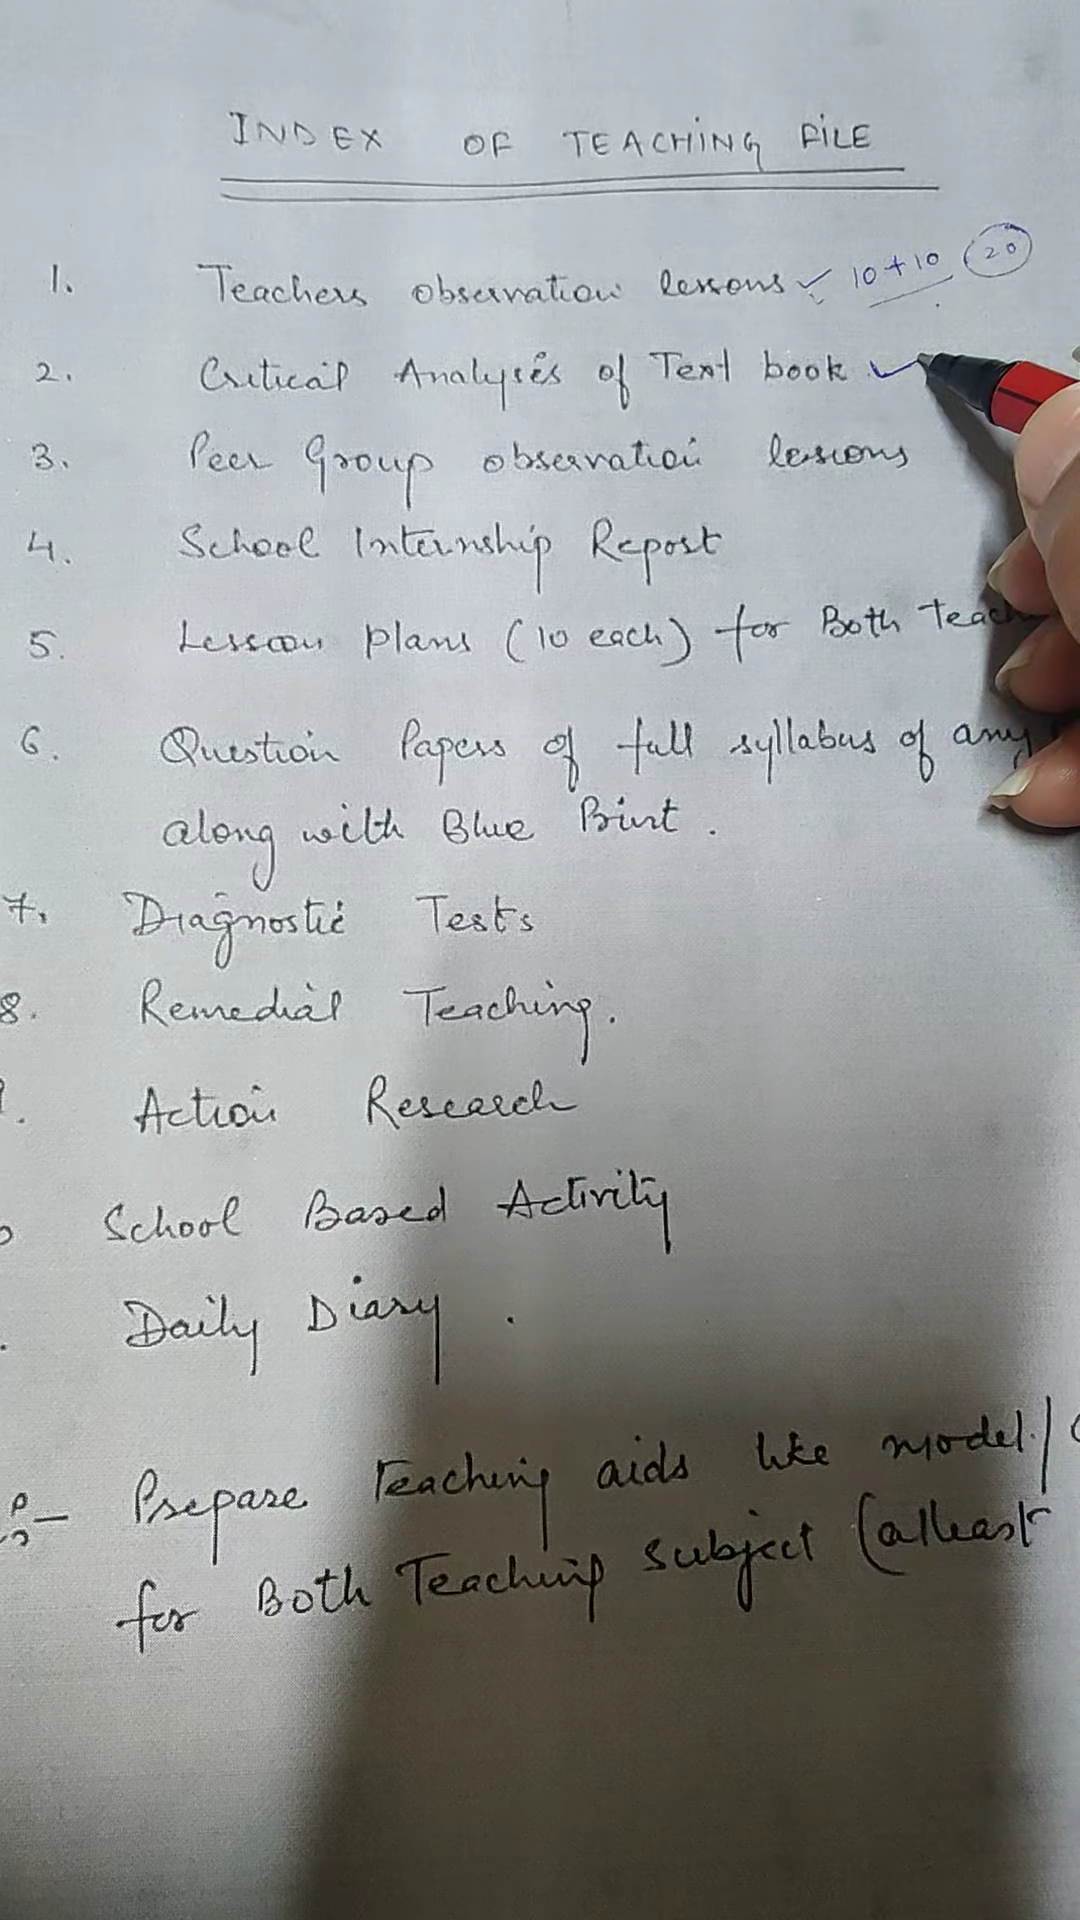 INDEX OF TEACHING FILE
1. Teachers observation lessons ✓ 10+10 20
2. Critical Analysis of Text book ✓
3. Peer Group observation lessons
4. School Internship Report
5. Lesson plans (10 each) for Both
6. Question Papers of full syllabus of any
along with Blue Print.
7. Diagnostic Tests
8. Remedial Teaching.
Action Research
School Based Activity
Daily Diary.
Prepare Teaching aids like model/
for Both Teaching subject (atleast